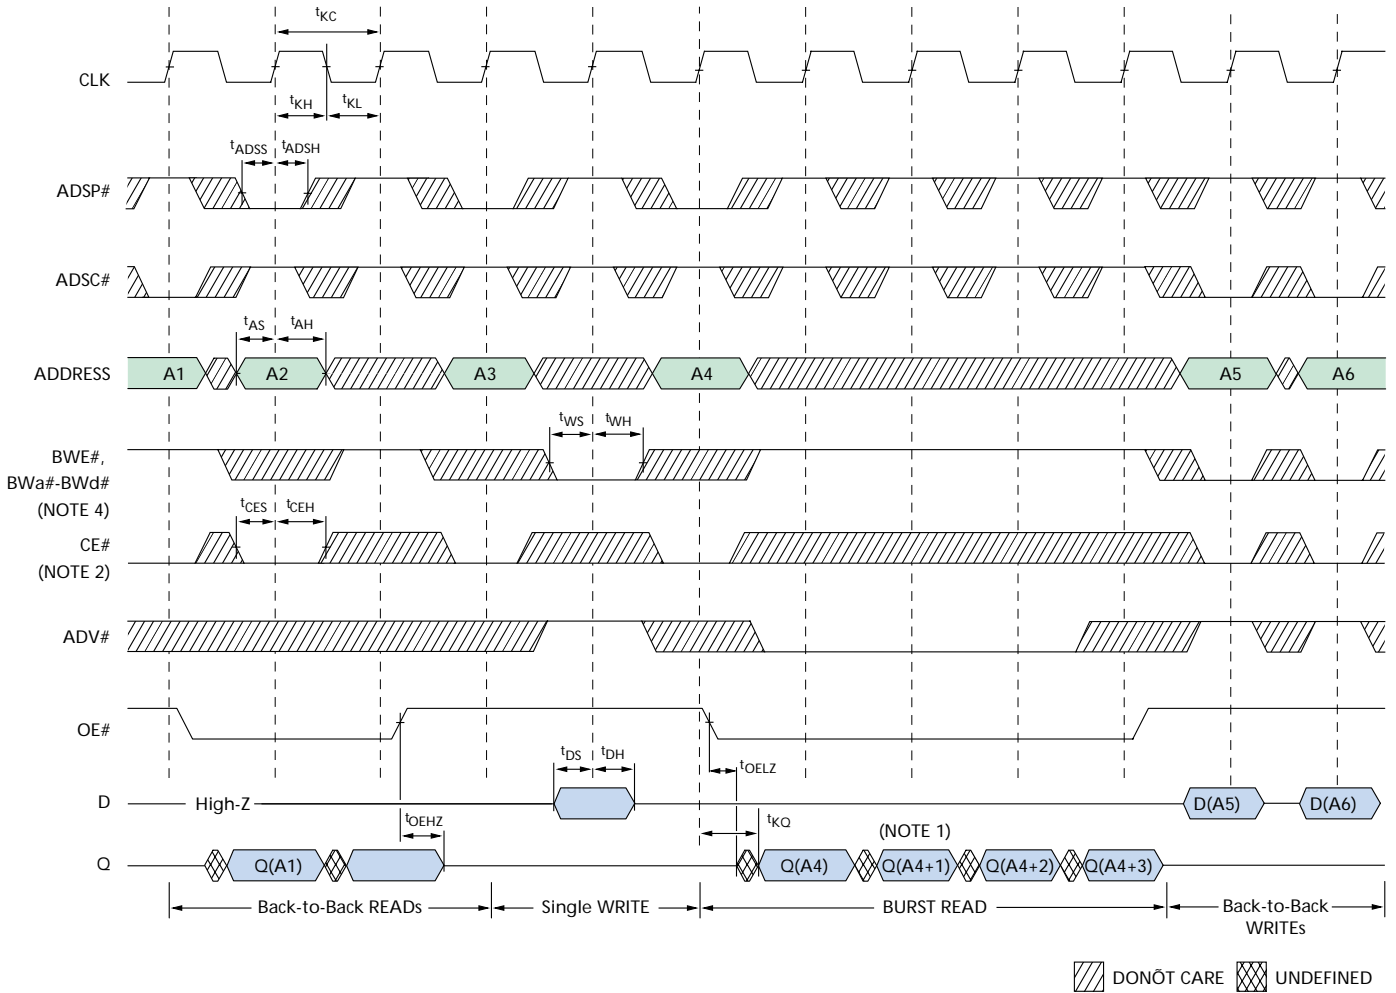 tKC
CLK
tKH
tKL
tADSS
tADSH
ADSP#
ADSC#
tAS
tAH
ADDRESS
A1
A2
A3
A4
A5
A6
tWS
tWH
BWE#,
BWa#-BWd#
(NOTE 4)
tCES
tCEH
CE#
(NOTE 2)
ADV#
OE#
tDS
tDH
tOELZ
D
High-Z
D(A5)
D(A6)
tOEHZ
tKQ
(NOTE 1)
Q
Q(A1)
Q(A4)
Q(A4+1)
Q(A4+2)
Q(A4+3)
Back-to-Back READs
Single WRITE
BURST READ
Back-to-Back
WRITEs
DONÕT CARE
UNDEFINED